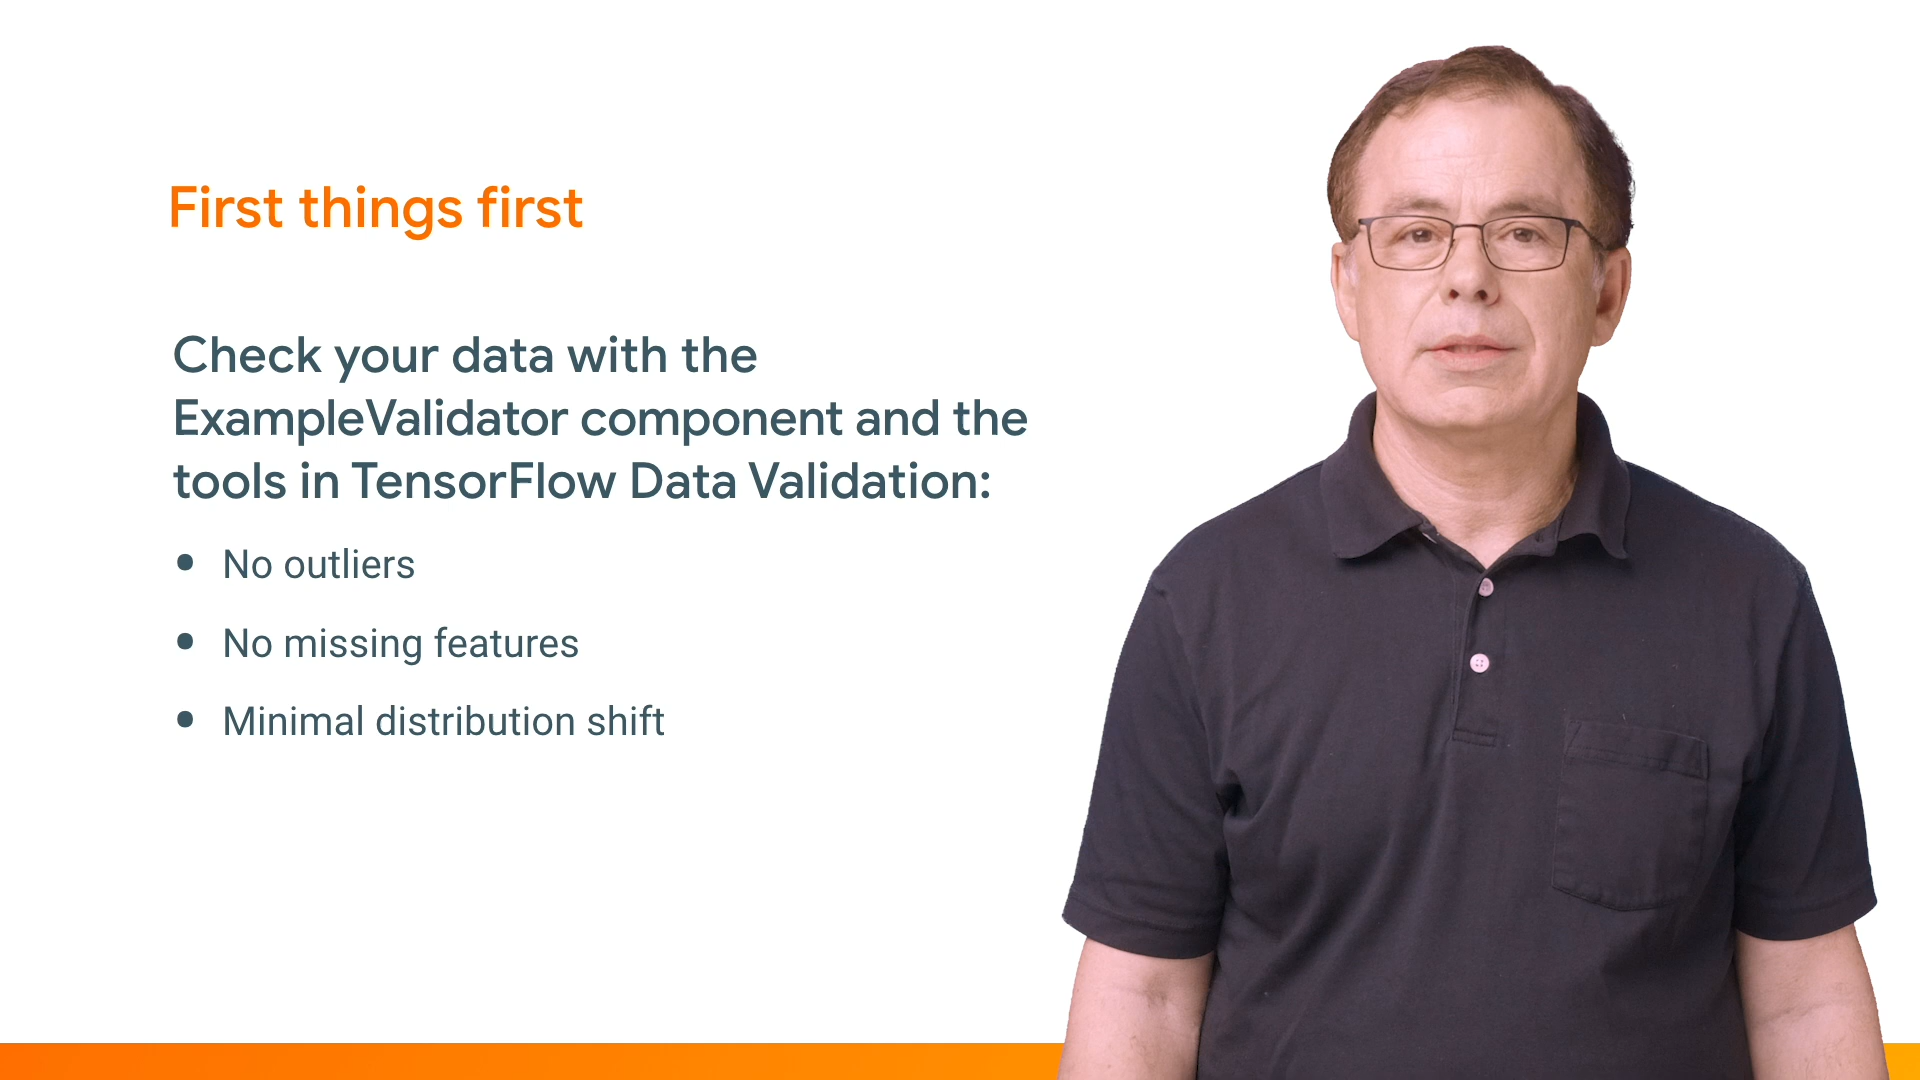 First things first
Check your data with the
ExampleValidator component and the
tools in TensorFlow Data Validation:
• No outliers
• No missing features
• Minimal distribution shift